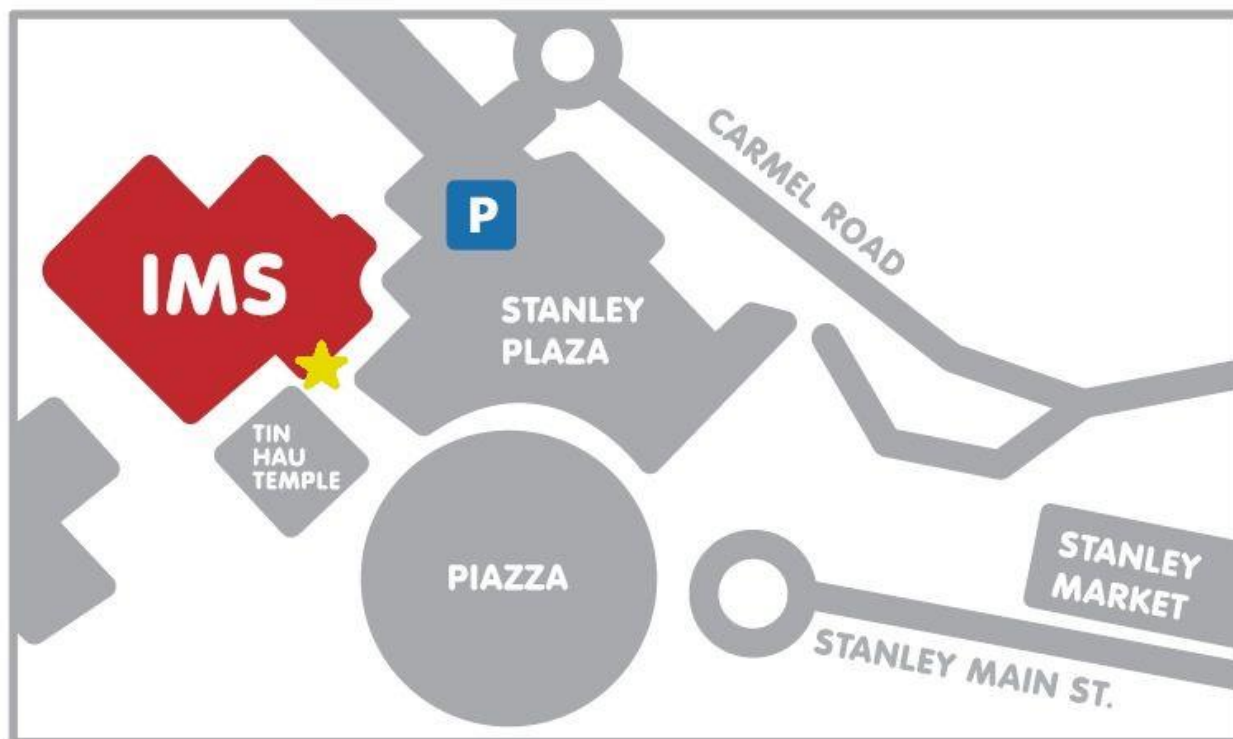 CARMEL ROAD
P
IMS
STANLEY
PLAZA
TIN
HAU
TEMPLE
PIAZZA
STANLEY
MARKET
STANLEY MAIN ST.